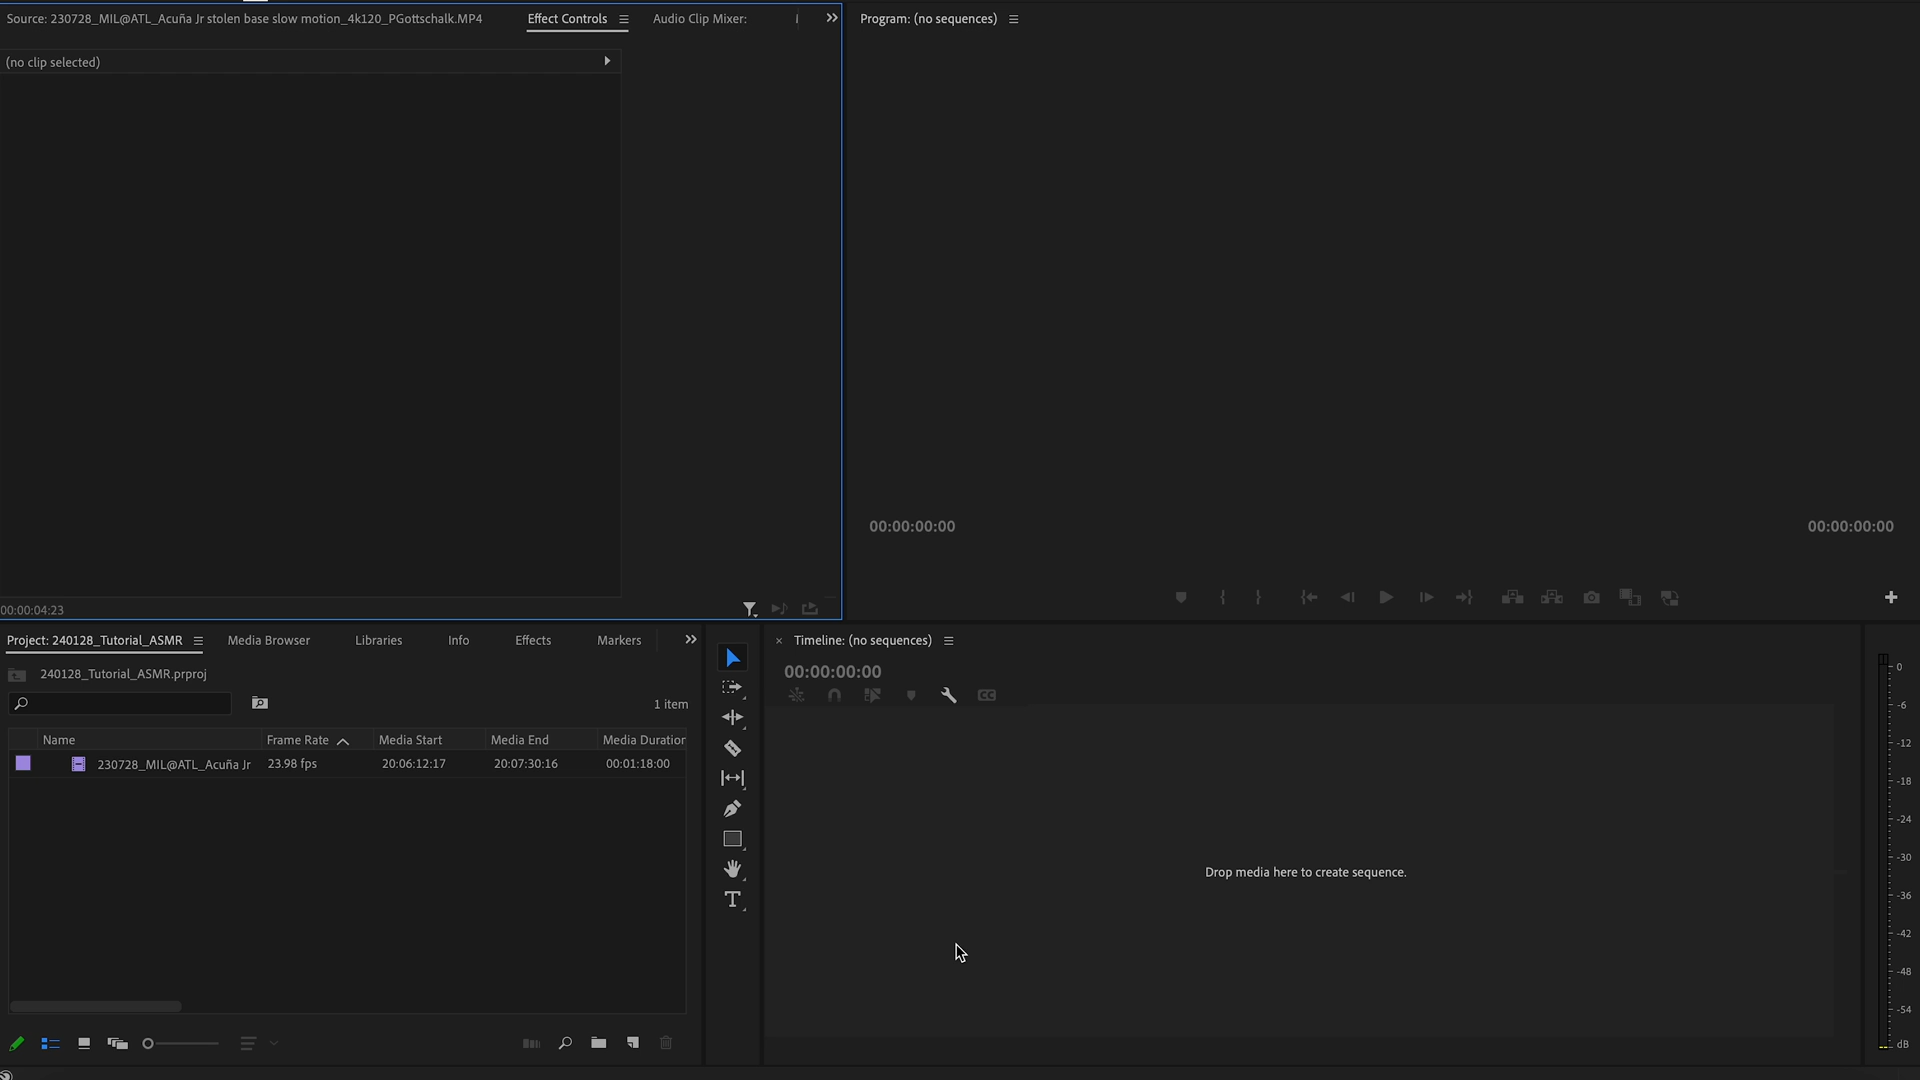 Source: 230728_MIL@ATL_Acuña Jr stolen base slow motion_4k120_PGottschalk.MP4
Effect Controls
Audio Clip Mixer:
Program: (no sequences)
(no clip selected)
00:00:00:00
00:00:00:00
00:00:04:23
Project: 240128_Tutorial_ASMR
Media Browser
Libraries
Info
Effects
Markers
Timeline: (no sequences)
240128_Tutorial_ASMR.prproj
00:00:00:00
CC
1 item
Name
Frame Rate
Media Start
Media End
Media Duration
230728_MIL@ATL_Acuña Jr
23.98 fps
20:06:12:17
20:07:30:16
00:01:18:00
Drop media here to create sequence.
T
0
-6
-12
-18
-24
-30
-36
-42
-48
-54
dB